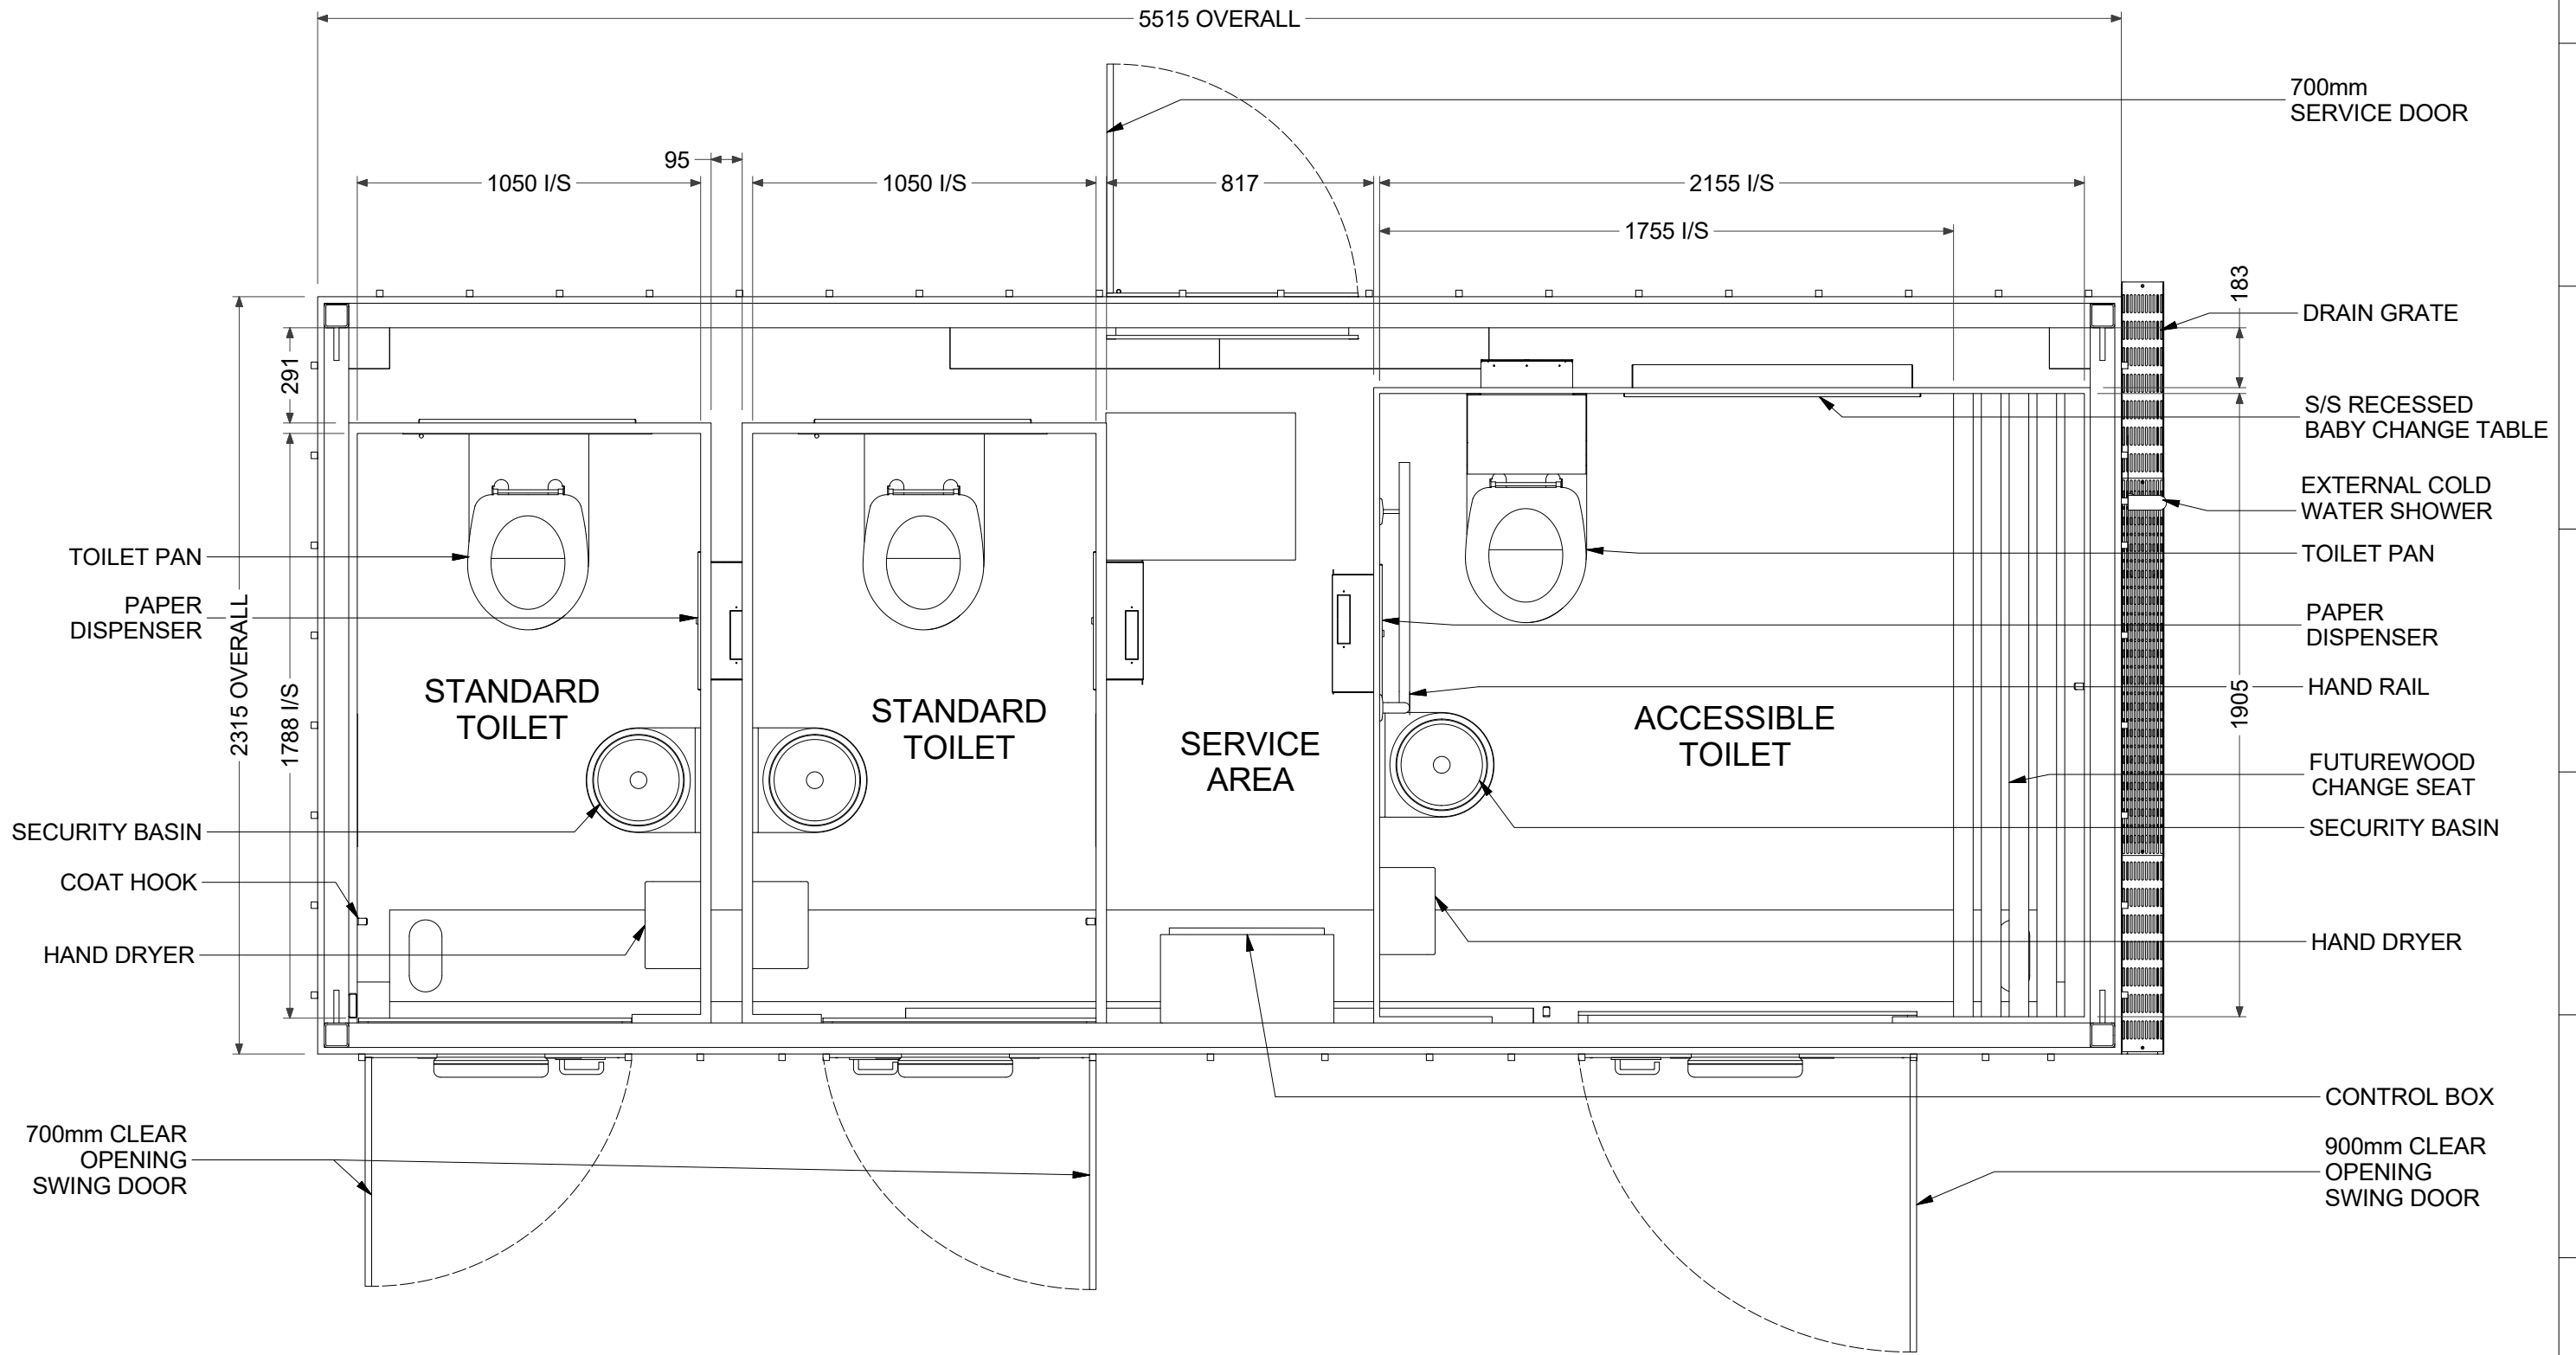 5515 OVERALL
700mm
SERVICE DOOR
95
1050 I/S
1050 I/S
817
2155 I/S
1755 I/S
183
291
2315 OVERALL
1788 I/S
1905
DRAIN GRATE
S/S RECESSED
BABY CHANGE TABLE
EXTERNAL COLD
WATER SHOWER
TOILET PAN
PAPER
DISPENSER
HAND RAIL
FUTUREWOOD
CHANGE SEAT
SECURITY BASIN
HAND DRYER
CONTROL BOX
900mm CLEAR
OPENING
SWING DOOR
TOILET PAN
PAPER
DISPENSER
SECURITY BASIN
COAT HOOK
HAND DRYER
700mm CLEAR
OPENING
SWING DOOR
STANDARD
TOILET
STANDARD
TOILET
SERVICE
AREA
ACCESSIBLE
TOILET